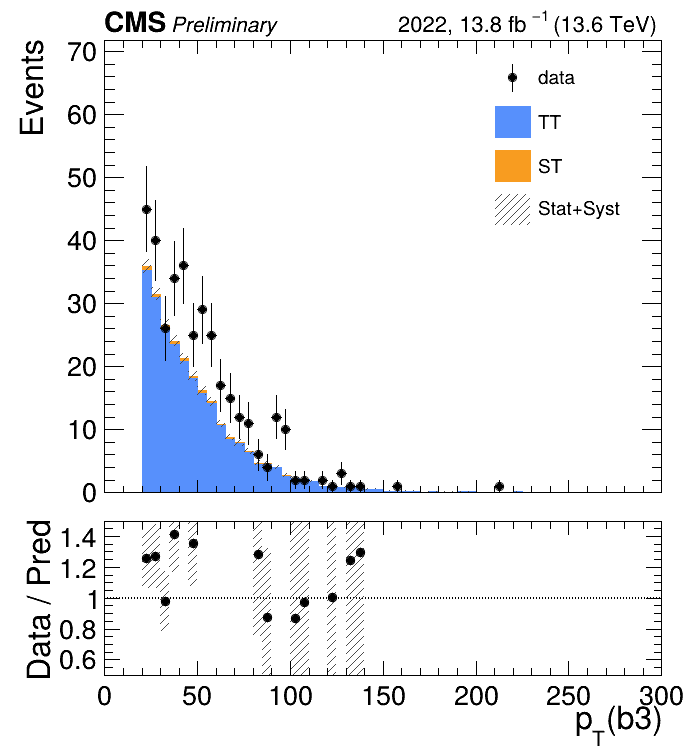 CMS Preliminary 2022, 13.8 fb⁻¹ (13.6 TeV)
Events
70
60
50
40
30
20
10
0
data
TT
ST
Stat+Syst
Data / Pred
1.4
1.2
1
0.8
0.6
0 50 100 150 200 250 300
p_T(b3)